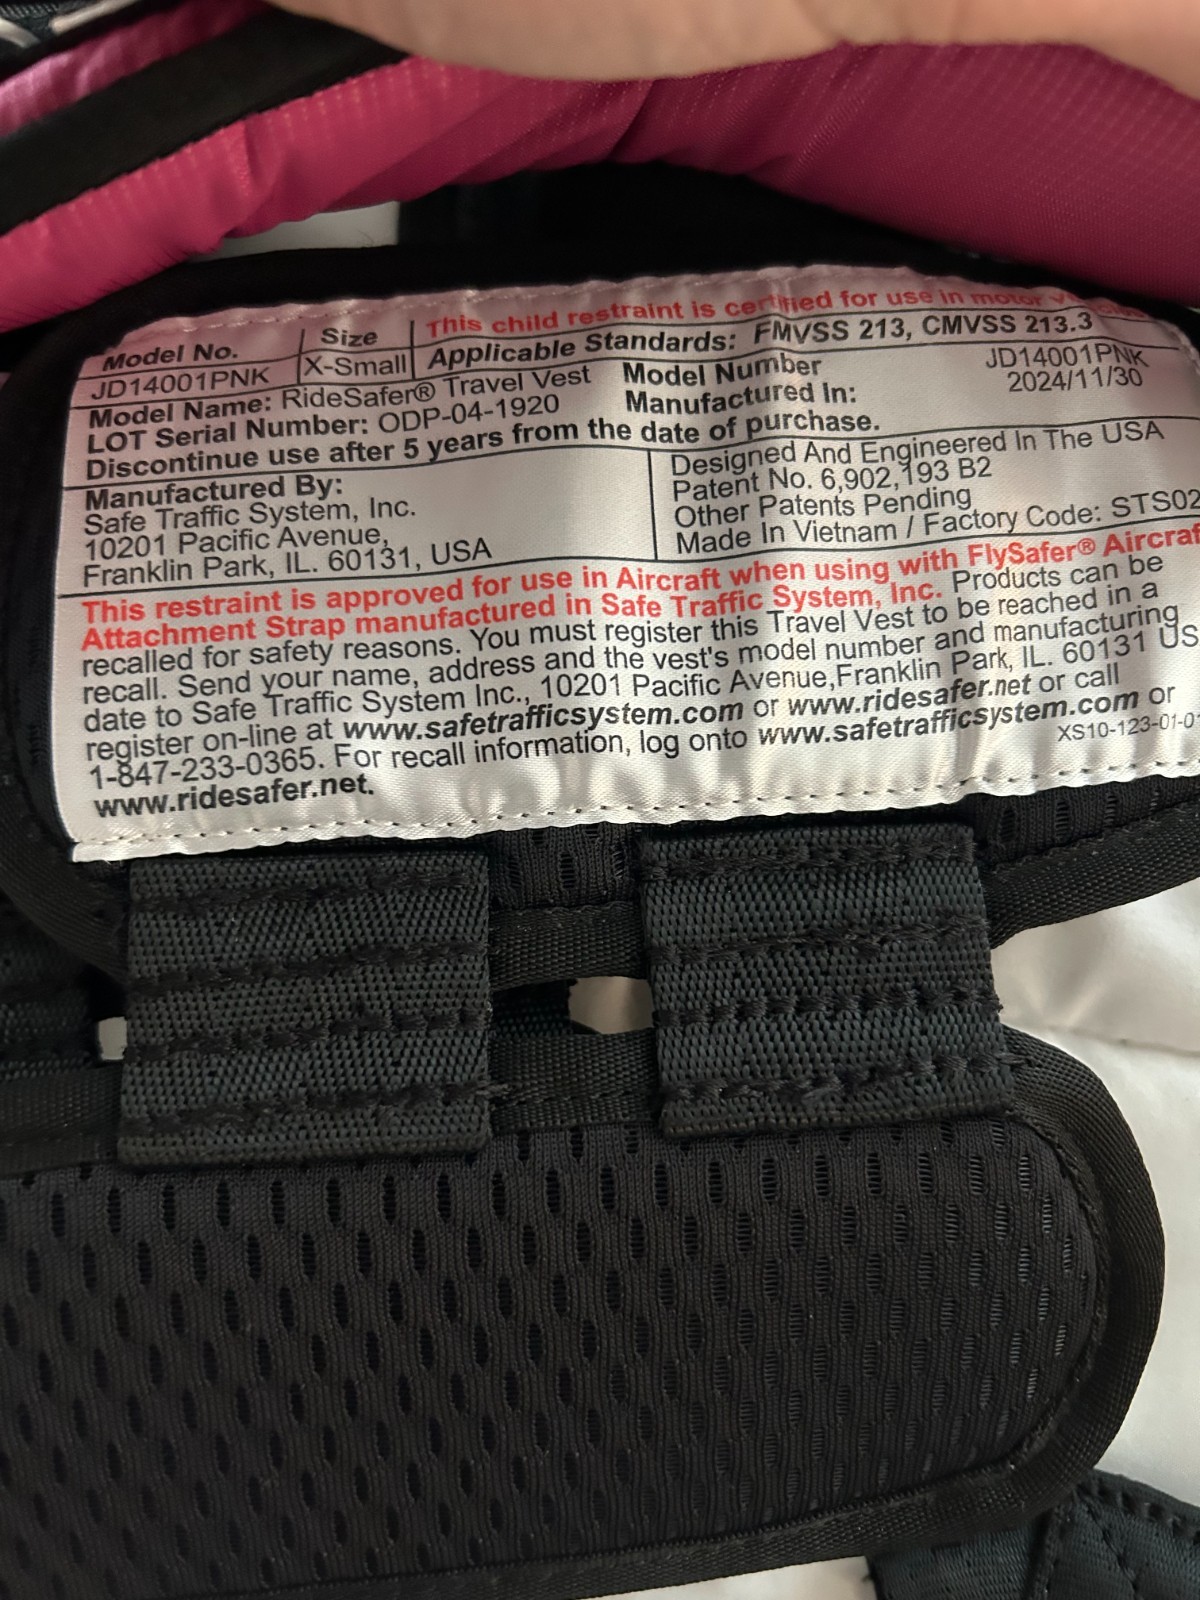 This child restraint is certified for use in motor
Model No.
Size
Applicable Standards: FMVSS 213, CMVSS 213.3
JD14001PNK
X-Small
Model Name: RideSafer® Travel Vest
Model Number
JD14001PNK
LOT Serial Number: ODP-04-1920
Manufactured In:
2024/11/30
Discontinue use after 5 years from the date of purchase.
Manufactured By:
Safe Traffic System, Inc.
10201 Pacific Avenue,
Franklin Park, IL. 60131, USA
Designed And Engineered In The USA
Patent No. 6,902,193 B2
Other Patents Pending
Made In Vietnam / Factory Code: STS02
This restraint is approved for use in Aircraft when using with FlySafer® Aircraf
Attachment Strap manufactured in Safe Traffic System, Inc. Products can be
recalled for safety reasons. You must register this Travel Vest to be reached in a
recall. Send your name, address and the vest's model number and manufacturing
date to Safe Traffic System Inc., 10201 Pacific Avenue,Franklin Park, IL. 60131 US
register on-line at www.safetrafficsystem.com or www.ridesafer.net or call
1-847-233-0365. For recall information, log onto www.safetrafficsystem.com or
www.ridesafer.net.
XS10-123-01-01